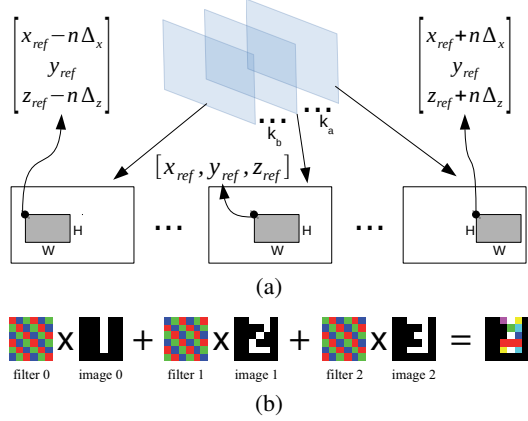 [x_ref − nΔ_x
y_ref
z_ref − nΔ_z]
[x_ref + nΔ_x
y_ref
z_ref + nΔ_z]
... k_b
... k_a
[x_ref , y_ref , z_ref]
H
W
...
H
W
...
H
W
(a)
x + x + x =
filter 0 image 0 filter 1 image 1 filter 2 image 2
(b)